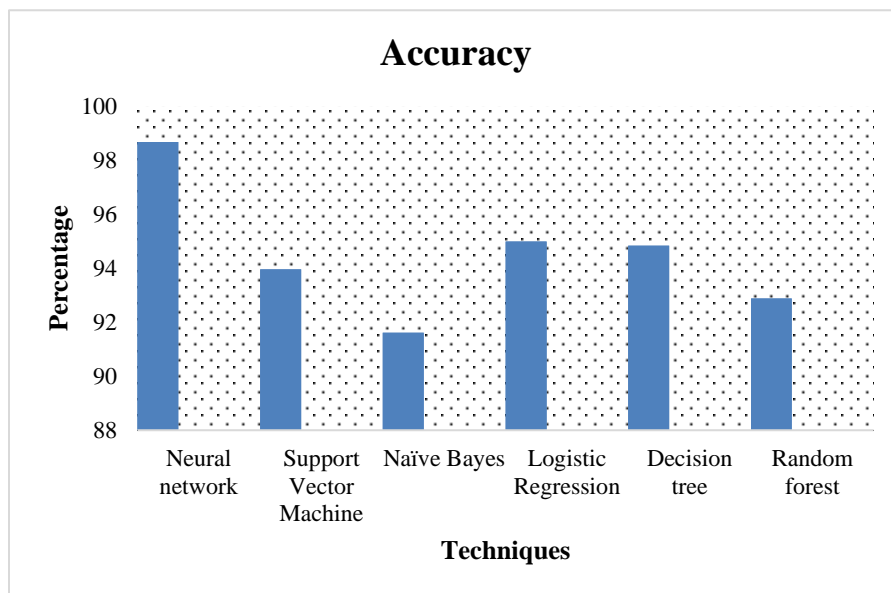 Accuracy
100
98
96
94
92
90
88
Percentage
Neural
network
Support
Vector
Machine
Naïve Bayes
Logistic
Regression
Decision
tree
Random
forest
Techniques